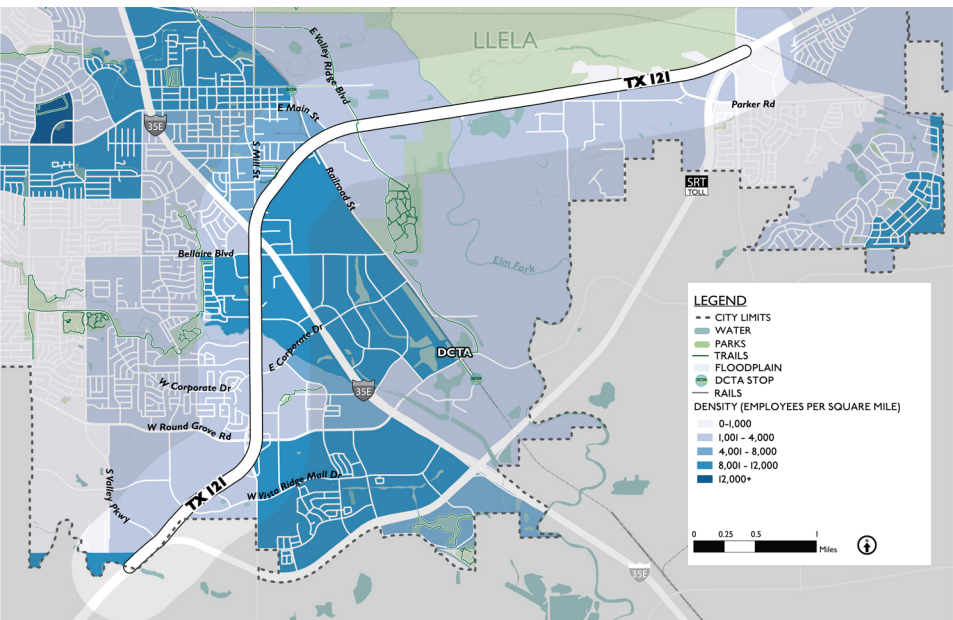 LLELA
E Valley Ridge Blvd
TX 121
DCTA
E Main St
Parker Rd
35E
S Mill St
Railroad St
SRT
TOLL
Bellaire Blvd
Elm Fork
E Corporate Dr
DCTA
DCTA
W Corporate Dr
35E
W Round Grove Rd
S Valley Pkwy
TX 121
W Vista Ridge Mall Dr
35E
LEGEND
CITY LIMITS
WATER
PARKS
TRAILS
FLOODPLAIN
DCTA DCTA STOP
RAILS
DENSITY (EMPLOYEES PER SQUARE MILE)
0-1,000
1,001 - 4,000
4,001 - 8,000
8,001 - 12,000
12,000+
0 0.25 0.5 1
Miles